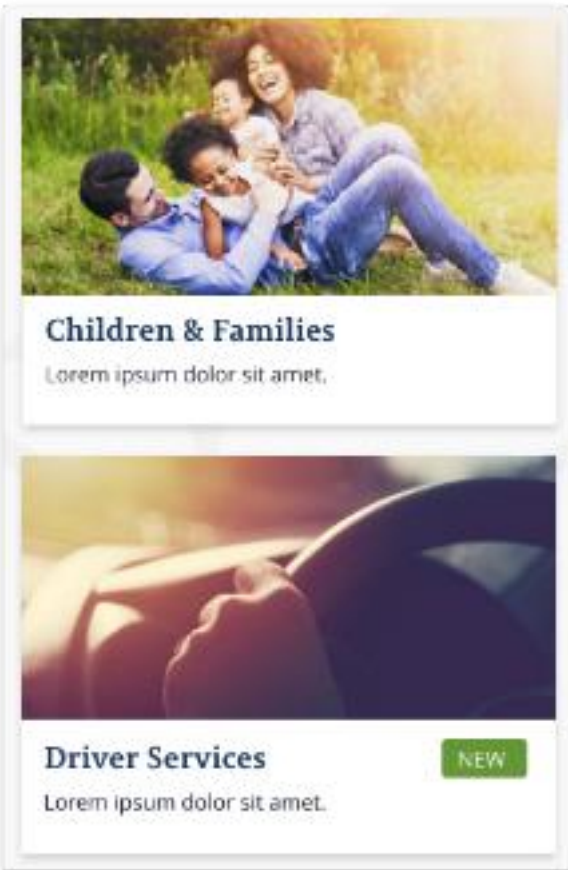 Children & Families
Lorem ipsum dolor sit amet.
Driver Services
NEW
Lorem ipsum dolor sit amet.